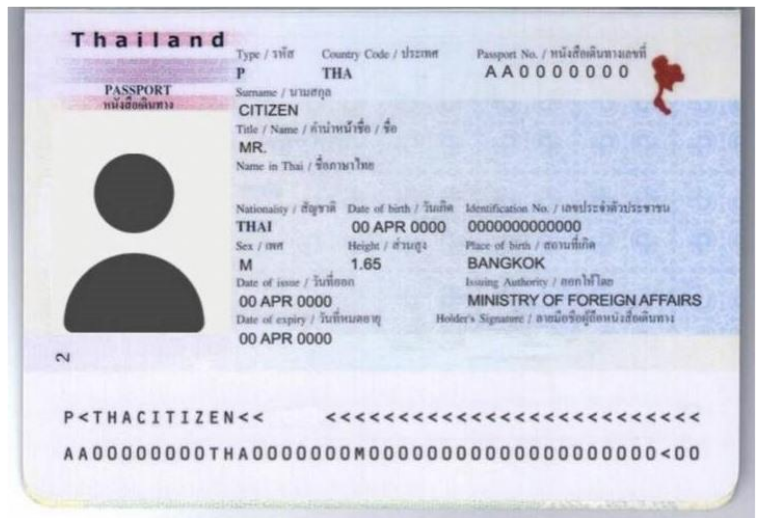 Thailand
PASSPORT
หนังสือเดินทาง
Type / รหัส Country Code / ประเทศ Passport No. / หนังสือเดินทางเลขที่
P THA AA0000000
Surname / นามสกุล
CITIZEN
Title / Name / คำนำหน้าชื่อ / ชื่อ
MR.
Name in Thai / ชื่อภาษาไทย
Nationality / สัญชาติ Date of birth / วันเกิด Identification No. / เลขประจำตัวประชาชน
THAI 00 APR 0000 0000000000000
Sex / เพศ Height / ส่วนสูง Place of birth / สถานที่เกิด
M 1.65 BANGKOK
Date of issue / วันที่ออก Issuing Authority / ออกให้โดย
00 APR 0000 MINISTRY OF FOREIGN AFFAIRS
Date of expiry / วันที่หมดอายุ Holder's Signature / ลายมือชื่อผู้ถือหนังสือเดินทาง
00 APR 0000
2
P<THACITIZEN<< <<<<<<<<<<<<<<<<<<<<<<<<<<
AA00000000THA0000000M00000000000000000000000<00